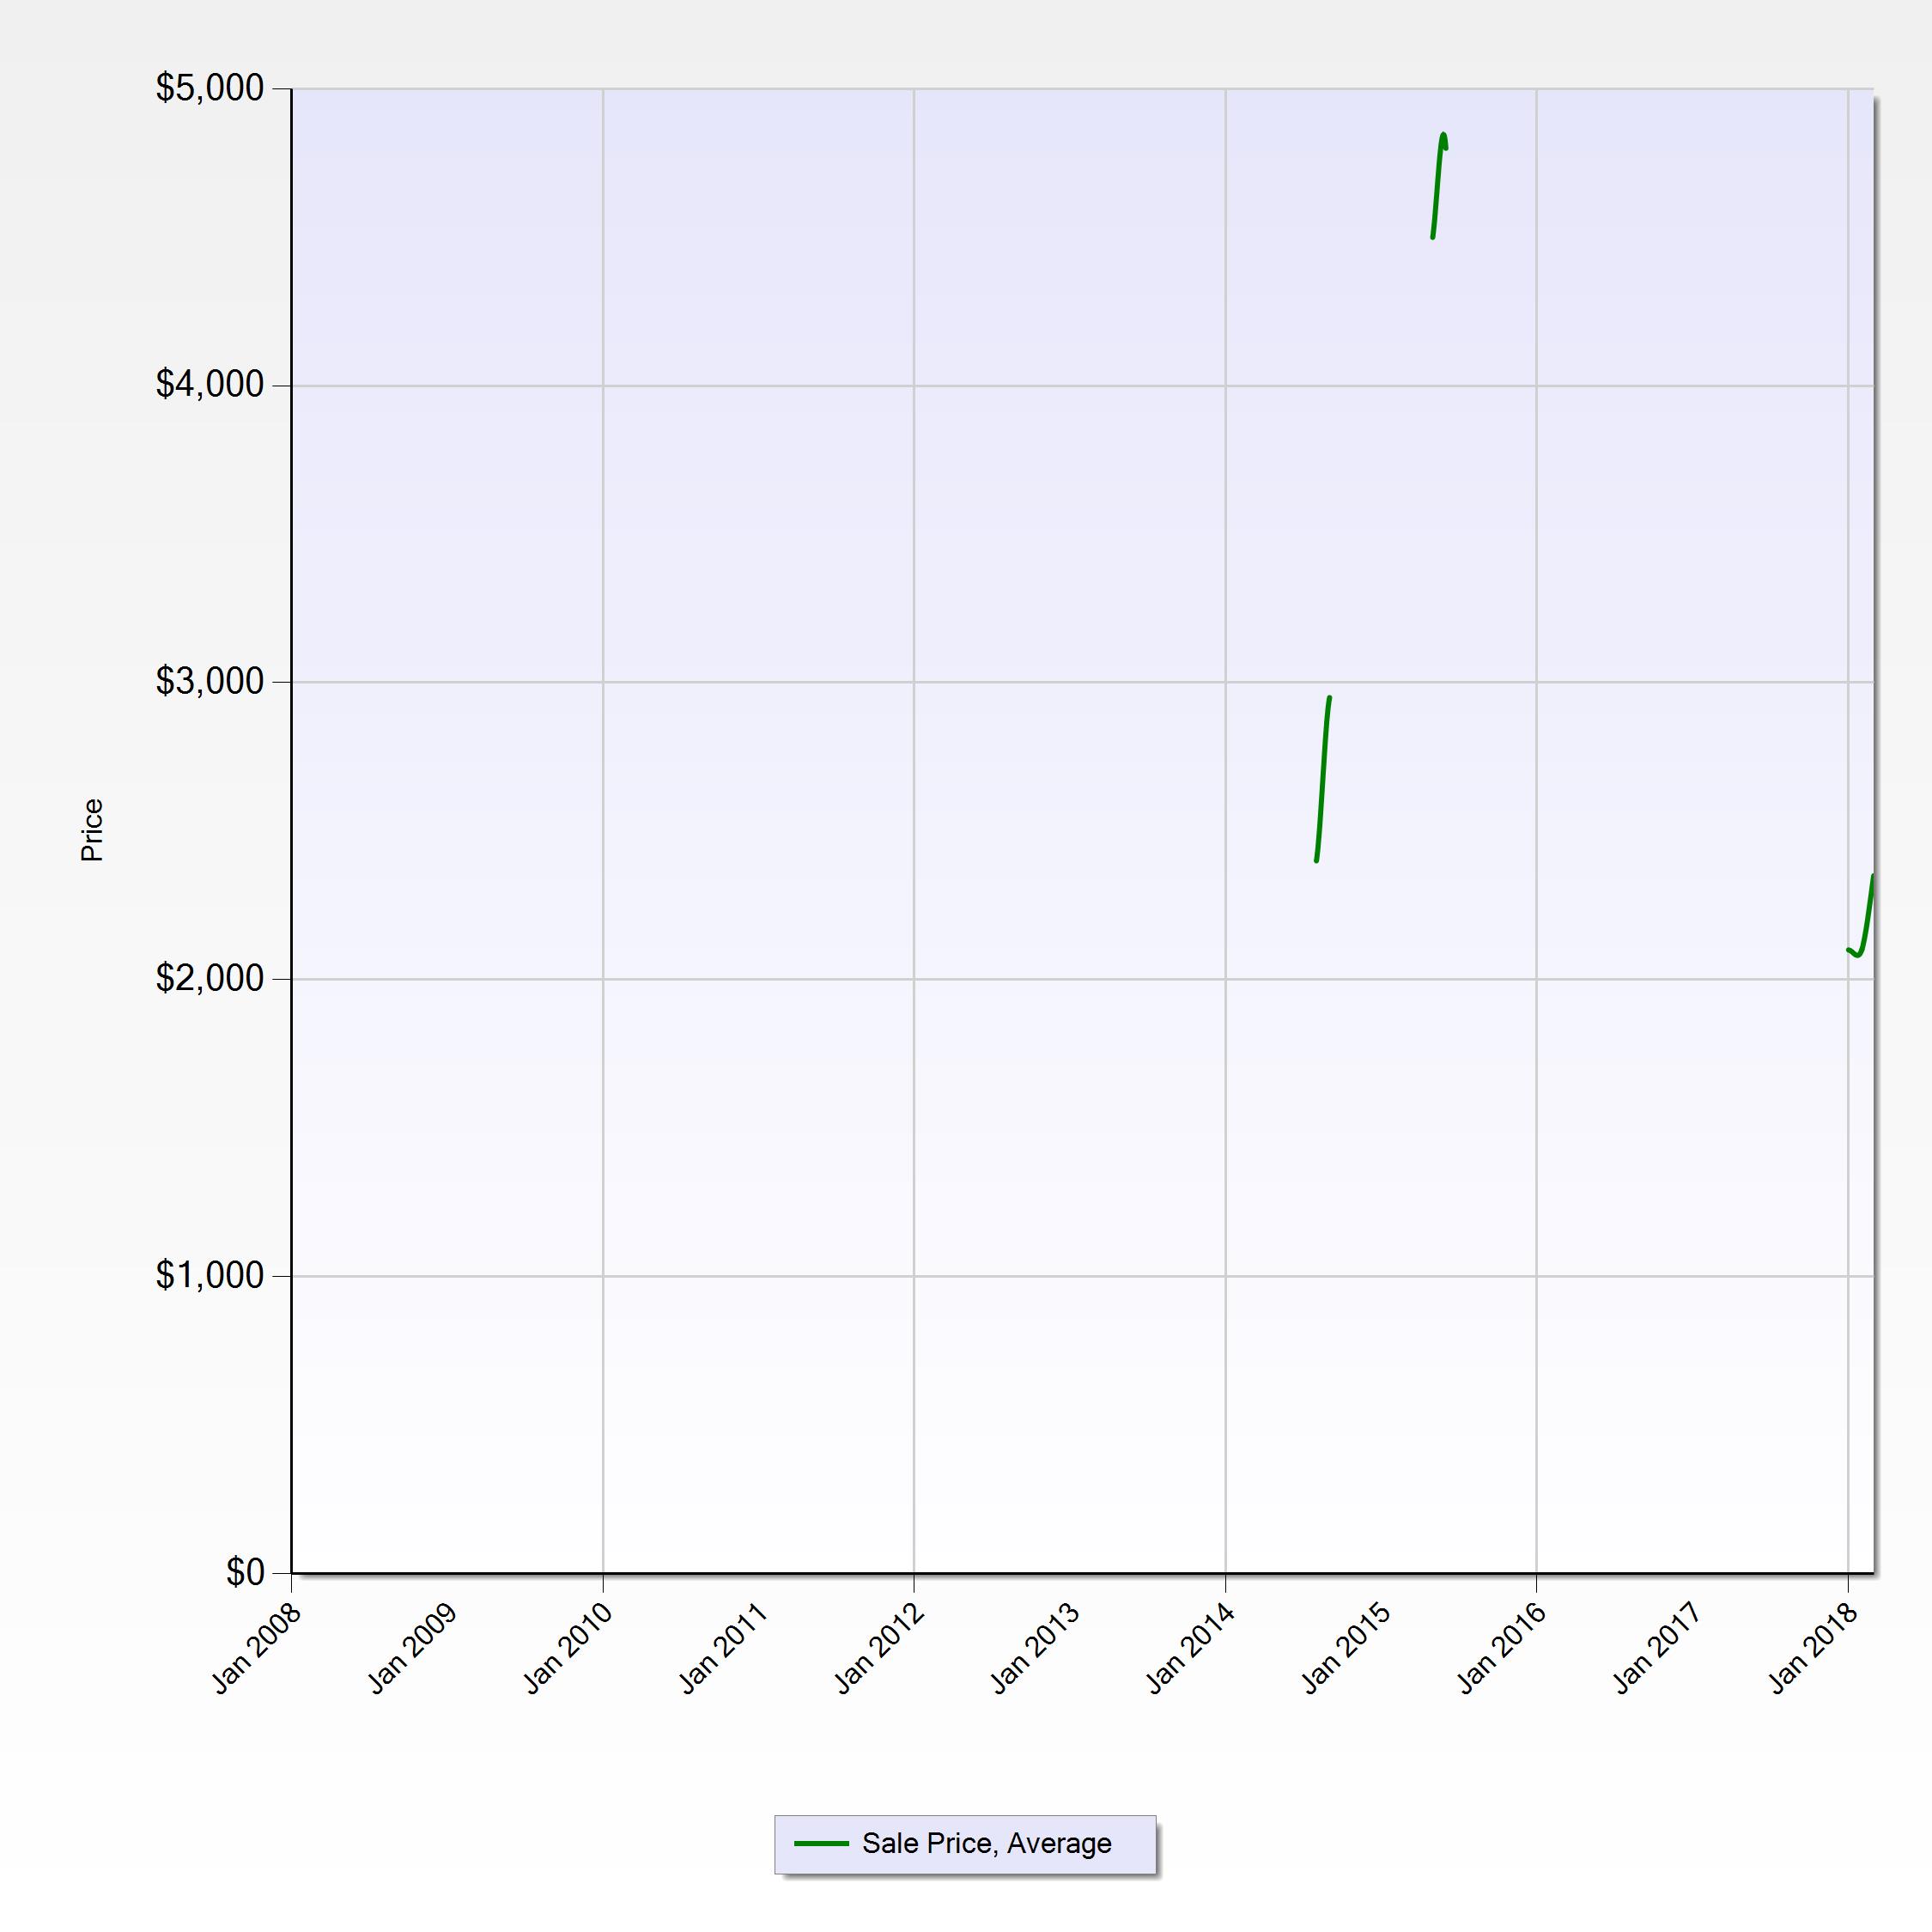 $5,000
$4,000
$3,000
$2,000
$1,000
$0
Price
Jan 2008
Jan 2009
Jan 2010
Jan 2011
Jan 2012
Jan 2013
Jan 2014
Jan 2015
Jan 2016
Jan 2017
Jan 2018
Sale Price, Average